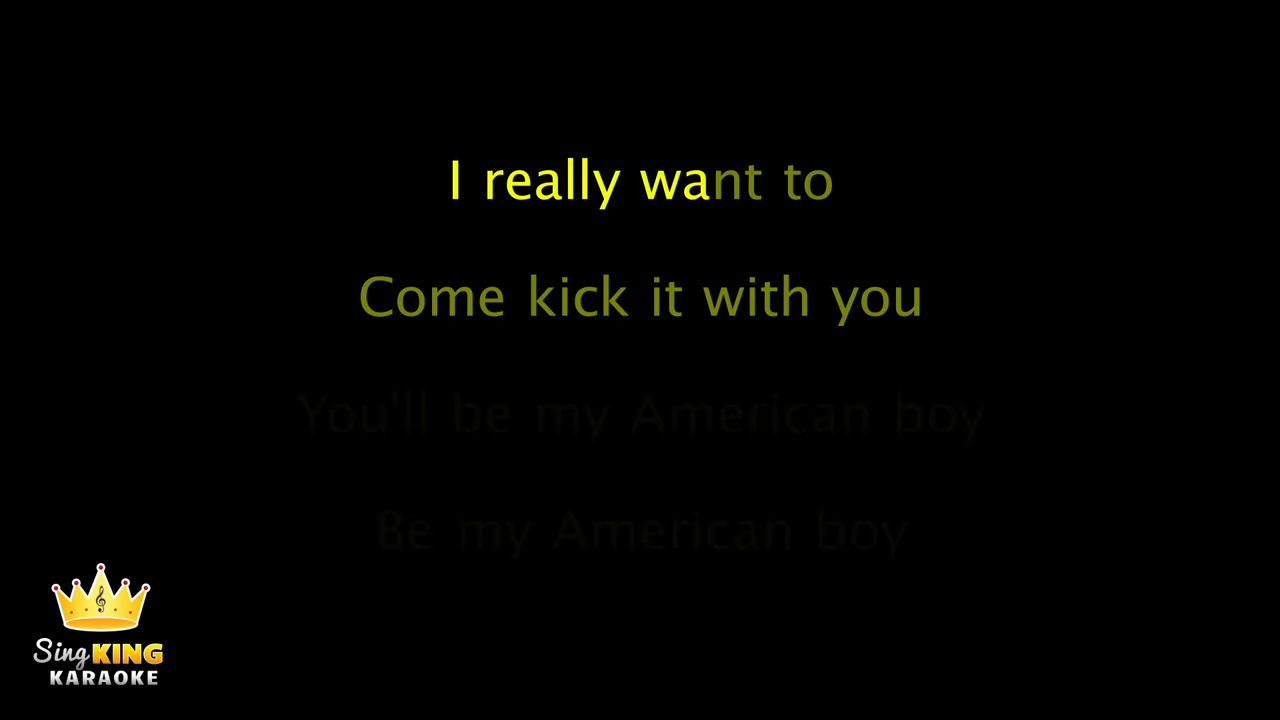 I really want to
Come kick it with you
You'll be my American boy
Be my American boy
Sing KING
KARAOKE